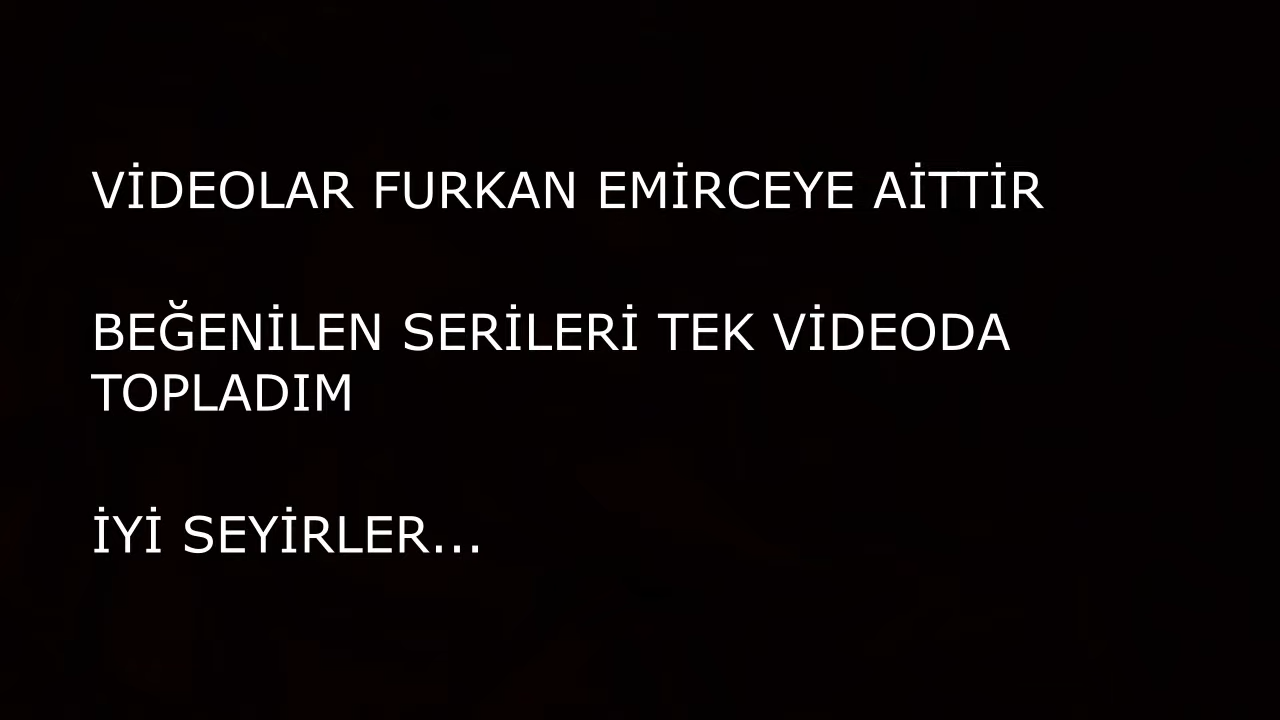 VİDEOLAR FURKAN EMİRCEYE AİTTİR
BEĞENİLEN SERİLERİ TEK VİDEODA
TOPLADIM
İYİ SEYİRLER...